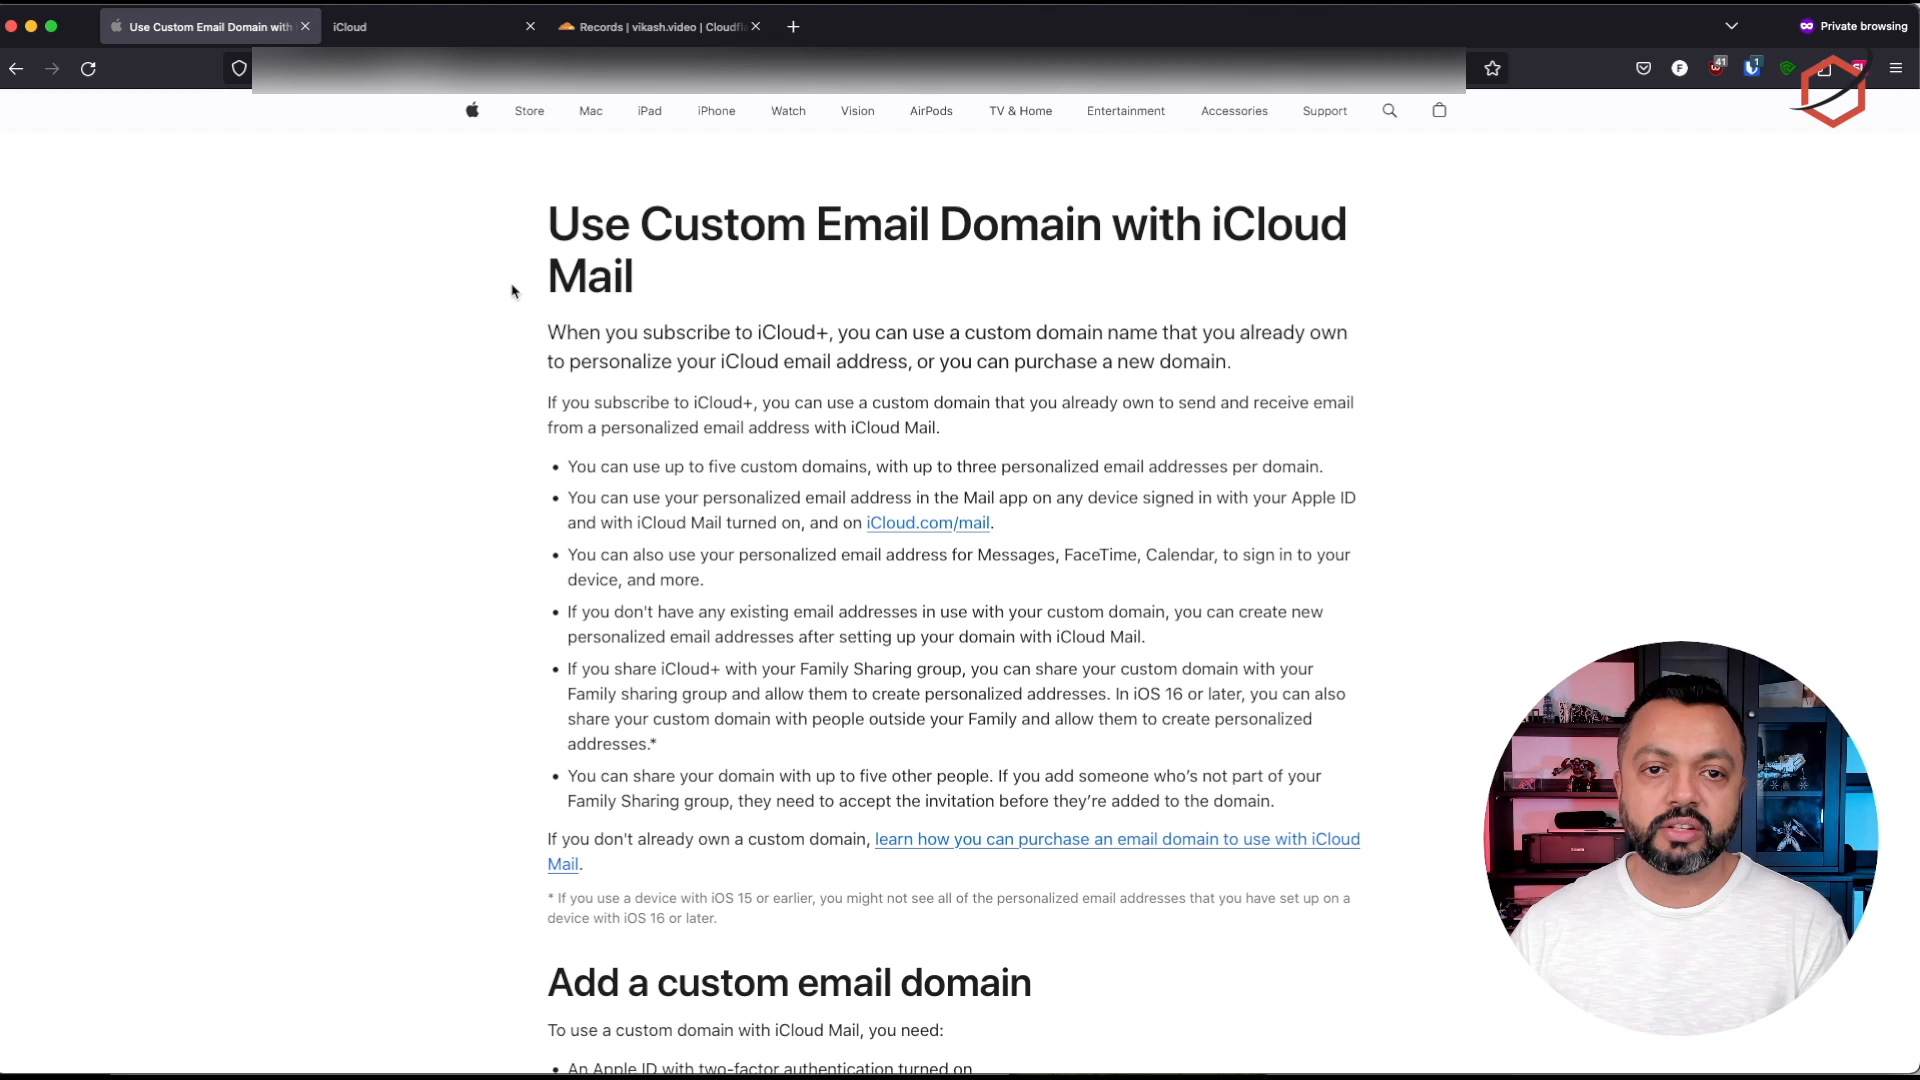 Use Custom Email Domain with
iCloud
Records | vikash.video | Cloudfl
Private browsing
41
1
F
Store
Mac
iPad
iPhone
Watch
Vision
AirPods
TV & Home
Entertainment
Accessories
Support
Use Custom Email Domain with iCloud
Mail
When you subscribe to iCloud+, you can use a custom domain name that you already own
to personalize your iCloud email address, or you can purchase a new domain.
If you subscribe to iCloud+, you can use a custom domain that you already own to send and receive email
from a personalized email address with iCloud Mail.
• You can use up to five custom domains, with up to three personalized email addresses per domain.
• You can use your personalized email address in the Mail app on any device signed in with your Apple ID
and with iCloud Mail turned on, and on iCloud.com/mail.
• You can also use your personalized email address for Messages, FaceTime, Calendar, to sign in to your
device, and more.
• If you don't have any existing email addresses in use with your custom domain, you can create new
personalized email addresses after setting up your domain with iCloud Mail.
• If you share iCloud+ with your Family Sharing group, you can share your custom domain with your
Family sharing group and allow them to create personalized addresses. In iOS 16 or later, you can also
share your custom domain with people outside your Family and allow them to create personalized
addresses.*
• You can share your domain with up to five other people. If you add someone who’s not part of your
Family Sharing group, they need to accept the invitation before they’re added to the domain.
If you don't already own a custom domain, learn how you can purchase an email domain to use with iCloud
Mail.
* If you use a device with iOS 15 or earlier, you might not see all of the personalized email addresses that you have set up on a
device with iOS 16 or later.
Add a custom email domain
To use a custom domain with iCloud Mail, you need:
• An Apple ID with two-factor authentication turned on